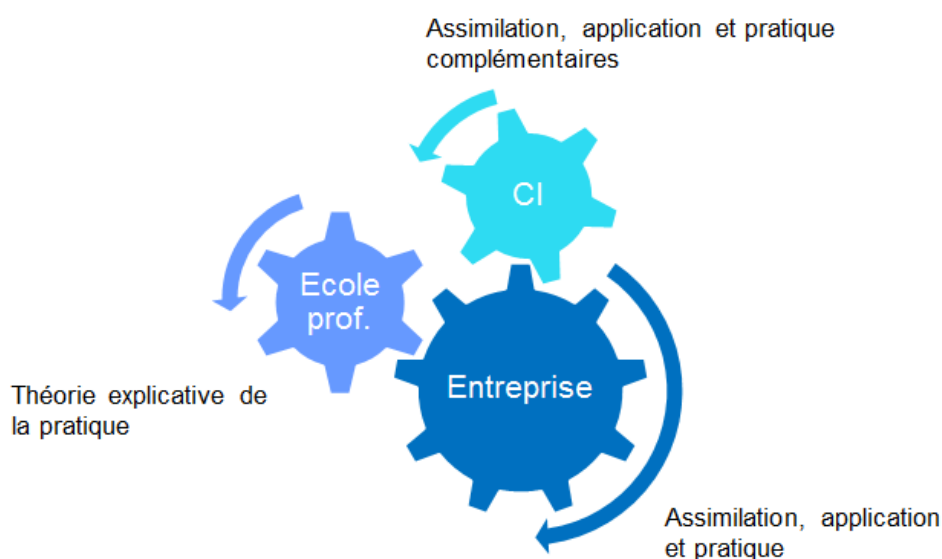 Assimilation, application et pratique
complémentaires
CI
Ecole
prof.
Entreprise
Théorie explicative de
la pratique
Assimilation, application
et pratique